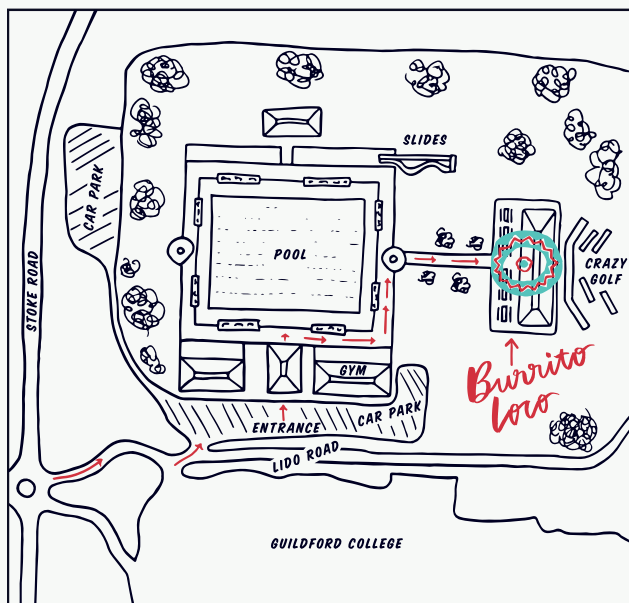 SLIDES
CAR PARK
POOL
STOKE ROAD
CRAZY
GOLF
GYM
Burrito
loco
CAR PARK
ENTRANCE
LIDO ROAD
GUILDFORD COLLEGE